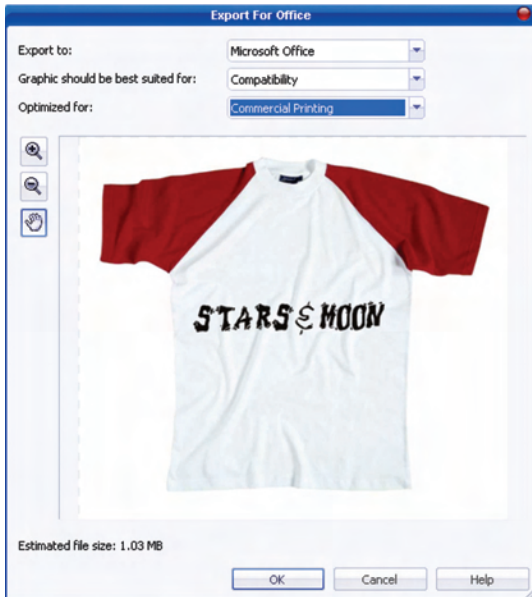 Export For Office
Export to: Microsoft Office
Graphic should be best suited for: Compatibility
Optimized for: Commercial Printing
STARS & MOON
Estimated file size: 1.03 MB
OK Cancel Help